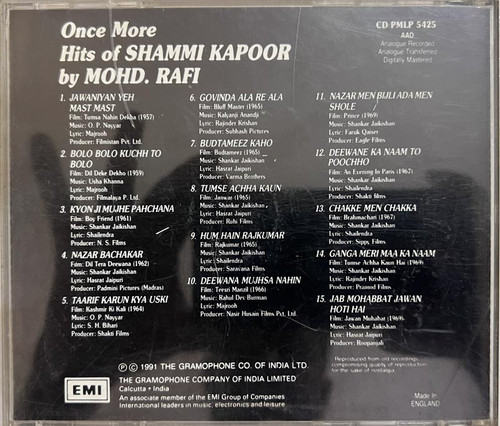 Once More
Hits of SHAMMI KAPOOR
by MOHD. RAFI
CD PMLP 5425
AAD
Analogue Recorded
Analogue Transferred
Digitally Mastered
1. JAWANIYAN YEH
MAST MAST
Film: Tumsa Nahin Dekha (1957)
Music: O. P. Nayyar
Lyric: Majrooh
Producer: Filmistan Pvt. Ltd.
2. BOLO BOLO KUCHH TO
BOLO
Film: Dil Deke Dekho (1959)
Music: Usha Khanna
Lyric: Majrooh
Producer: Filmalaya P. Ltd.
3. KYON JI MUJHE PAHCHANA
Film: Boy Friend (1961)
Music: Shankar Jaikishan
Lyric: Shailendra
Producer: N. S. Films
4. NAZAR BACHAKAR
Film: Dil Tera Deewana (1962)
Music: Shankar Jaikishan
Lyric: Hasrat Jaipuri
Producer: Padmini Pictures (Madras)
5. TAARIF KARUN KYA USKI
Film: Kashmir Ki Kali (1964)
Music: O. P. Nayyar
Lyric: S. H. Bihari
Producer: Shakti Films
6. GOVINDA ALA RE ALA
Film: Bluff Master (1965)
Music: Kalyanji Anandji
Lyric: Rajinder Krishan
Producer: Subhash Pictures
7. BUDTAMEEZ KAHO
Film: Budtameez (1965)
Music: Shankar Jaikishan
Lyric: Hasrat Jaipuri
Producer: Varma Brothers
8. TUMSE ACHHA KAUN
Film: Janwar (1965)
Music: Shankar Jaikishan
Lyric: Hasrat Jaipuri
Producer: Rohi Films
9. HUM HAIN RAJKUMAR
Film: Rajkumar (1965)
Music: Shankar Jaikishan
Lyric: Shailendra
Producer: Saravana Films
10. DEEWANA MUJHSA NAHIN
Film: Teesri Manzil (1966)
Music: Rahul Dev Burman
Lyric: Majrooh
Producer: Nasir Husain Films Pvt. Ltd.
11. NAZAR MEN BIJLI ADA MEN
SHOLE
Film: Prince (1969)
Music: Shankar Jaikishan
Lyric: Faruk Qaiser
Producer: Eagle Films
12. DEEWANE KA NAAM TO
POOCHHO
Film: An Evening In Paris (1967)
Music: Shankar Jaikishan
Lyric: Shailendra
Producer: Shakti films
13. CHAKKE MEN CHAKKA
Film: Brahmachari (1967)
Music: Shankar Jaikishan
Lyric: Shailendra
Producer: Sippy Films
14. GANGA MERI MAA KA NAAM
Film: Tumse Achha Kaun Hai (1969)
Music: Shankar Jaikishan
Lyric: Rajinder Krishan
Producer: Pramod Films
15. JAB MOHABBAT JAWAN
HOTI HAI
Film: Jawan Muhabat (1969)
Music: Shankar Jaikishan
Lyric: Hasrat Jaipuri
Producer: Roopanjali
Reproduced from old recordings,
compromising quality of reproduction
for the sake of nostalgia.
Ⓟ © 1991 THE GRAMOPHONE CO. OF INDIA LTD.
EMI
THE GRAMOPHONE COMPANY OF INDIA LIMITED
Calcutta • India
An associate member of the EMI Group of Companies
International leaders in music, electronics and leisure
Made in
ENGLAND